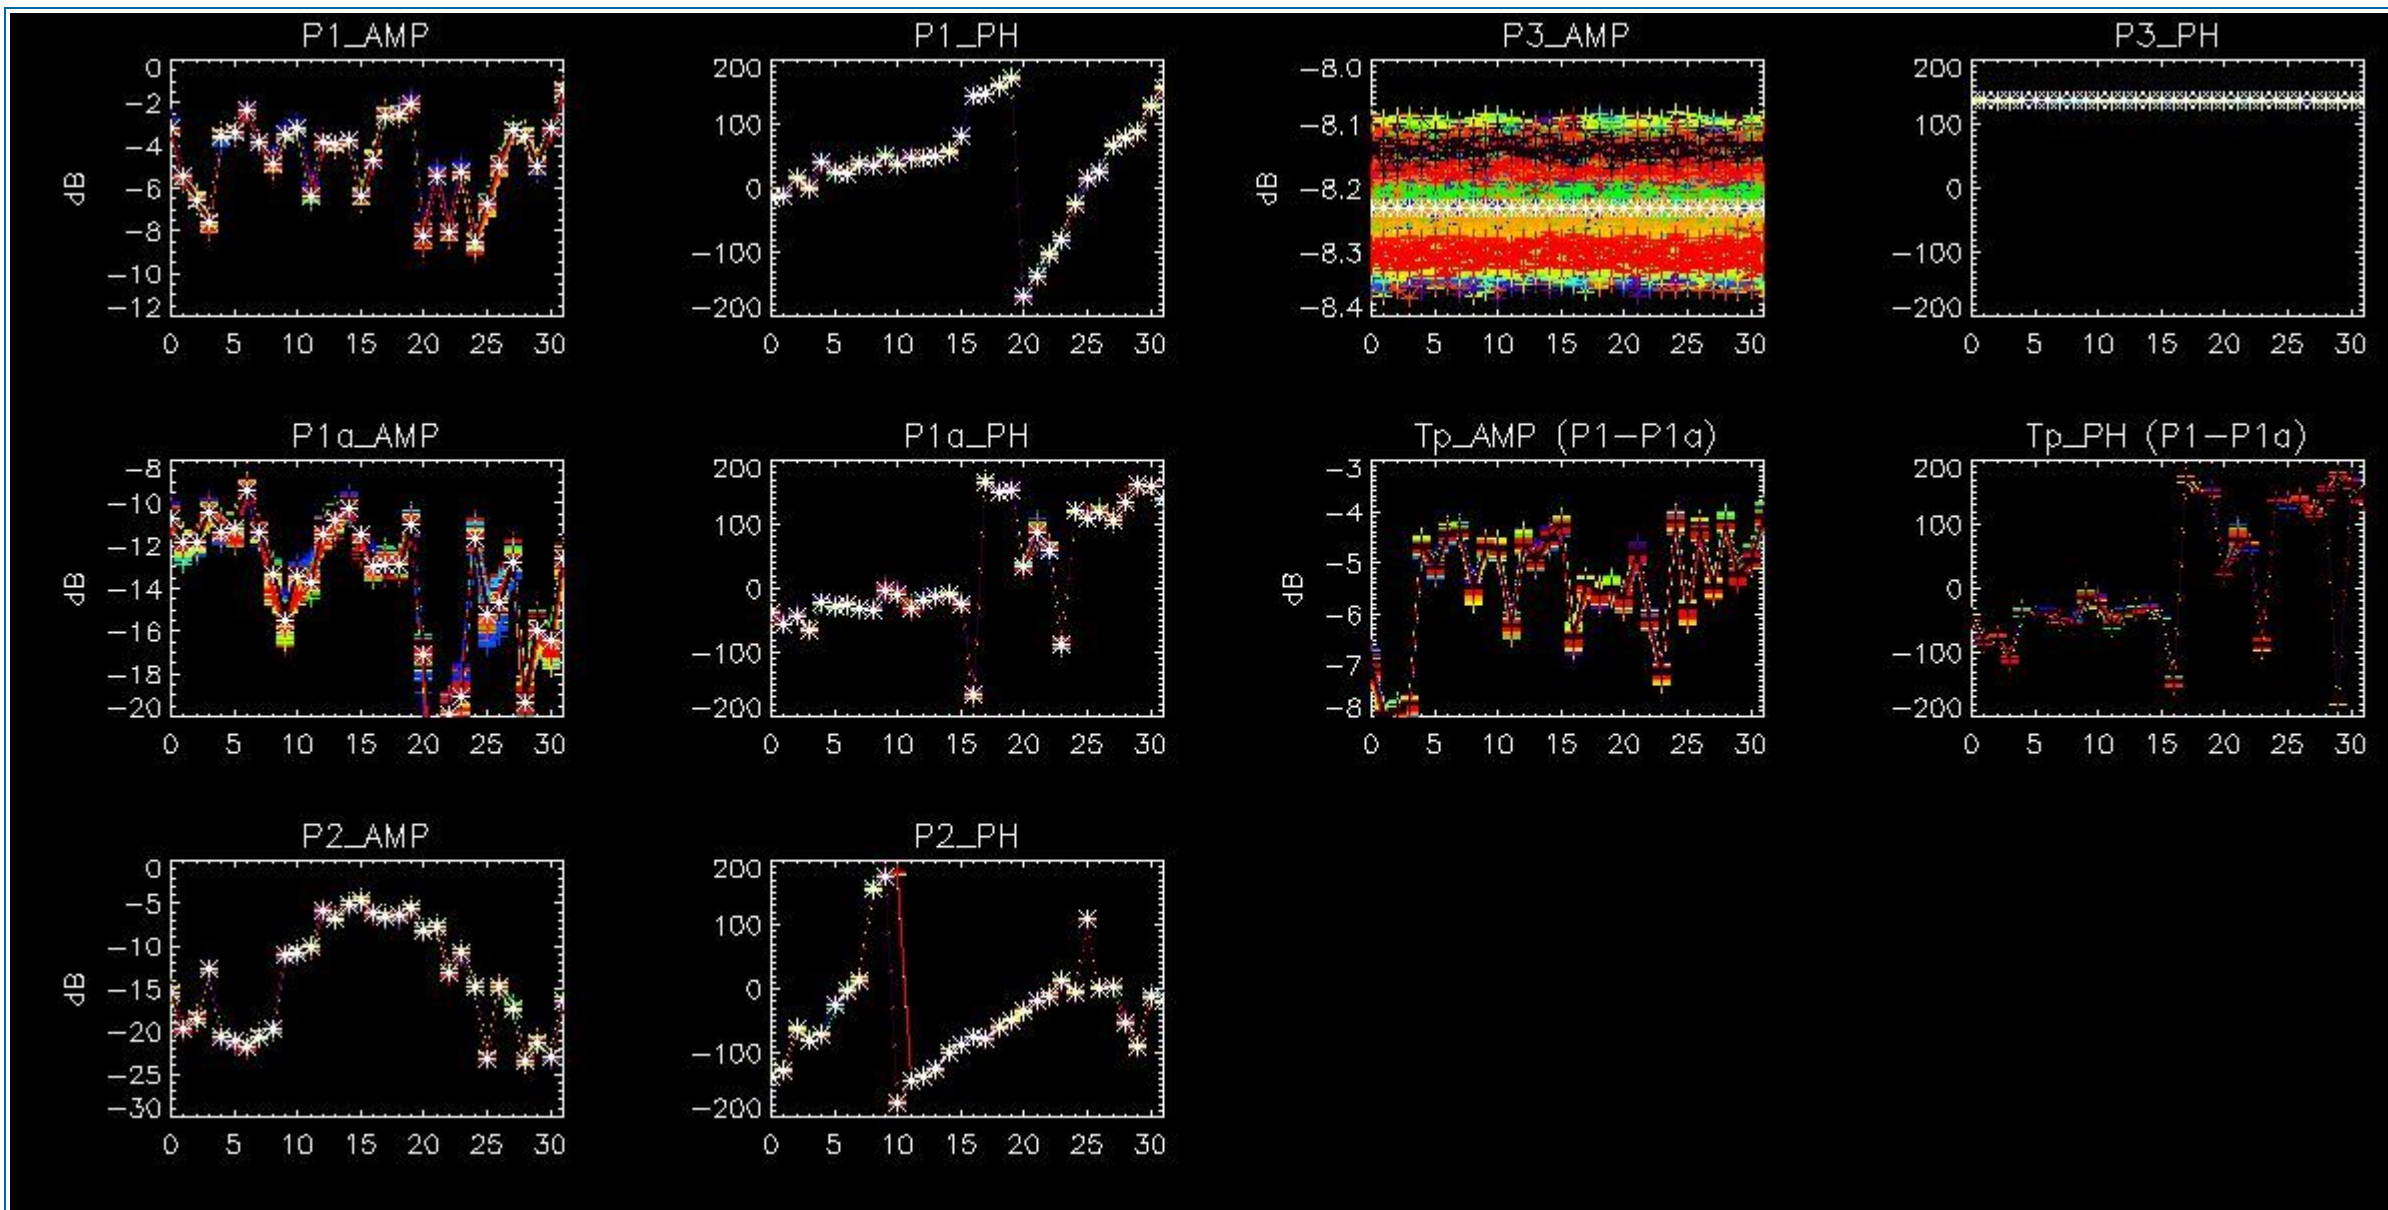 P1_AMP P1_PH P3_AMP P3_PH
0 200 -8.0 200
-2
-4 100 -8.1 100
dB -6 0 dB -8.2 0
-8
-10 -100 -8.3 -100
-12 -200 -8.4 -200
0 5 10 15 20 25 30 0 5 10 15 20 25 30 0 5 10 15 20 25 30 0 5 10 15 20 25 30
P1a_AMP P1a_PH Tp_AMP (P1-P1a) Tp_PH (P1-P1a)
-8 200 -3 200
-10 100 -4 100
-12
dB -14 0 dB -5 0
-16 -6
-18 -100 -7 -100
-20 -200 -8 -200
0 5 10 15 20 25 30 0 5 10 15 20 25 30 0 5 10 15 20 25 30 0 5 10 15 20 25 30
P2_AMP P2_PH
0 200
-5 100
-10
dB -15 0
-20
-25 -100
-30 -200
0 5 10 15 20 25 30 0 5 10 15 20 25 30